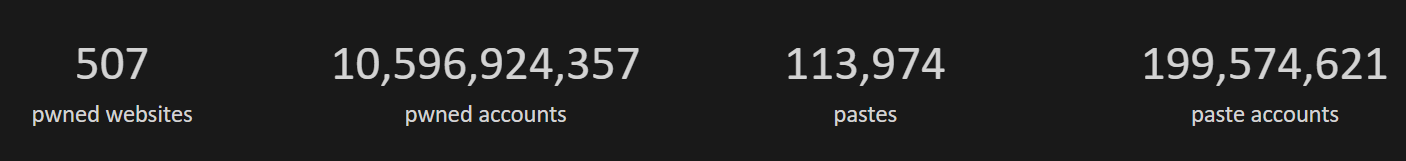 507 10,596,924,357 113,974 199,574,621
pwned websites pwned accounts pastes paste accounts